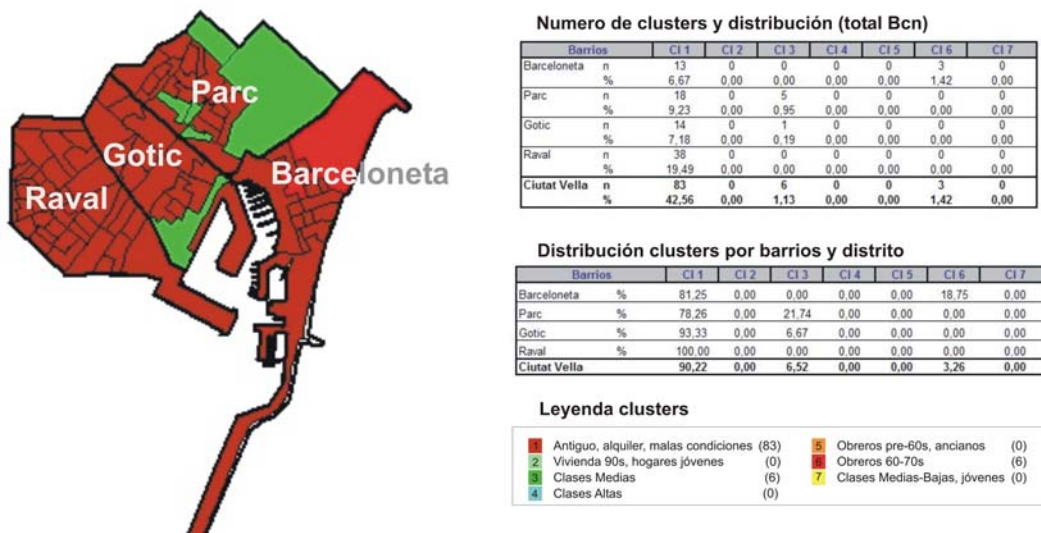 Parc
Gotic
Raval
Barceloneta
Numero de clusters y distribución (total Bcn)
Barrios Cl 1 Cl 2 Cl 3 Cl 4 Cl 5 Cl 6 Cl 7
Barceloneta n 13 0 0 0 0 3 0
% 6,67 0,00 0,00 0,00 0,00 1,42 0,00
Parc n 18 0 5 0 0 0 0
% 9,23 0,00 0,95 0,00 0,00 0,00 0,00
Gotic n 14 0 1 0 0 0 0
% 7,18 0,00 0,19 0,00 0,00 0,00 0,00
Raval n 38 0 0 0 0 0 0
% 19,49 0,00 0,00 0,00 0,00 0,00 0,00
Ciutat Vella n 83 0 6 0 0 3 0
% 42,56 0,00 1,13 0,00 0,00 1,42 0,00
Distribución clusters por barrios y distrito
Barrios Cl 1 Cl 2 Cl 3 Cl 4 Cl 5 Cl 6 Cl 7
Barceloneta % 81,25 0,00 0,00 0,00 0,00 18,75 0,00
Parc % 78,26 0,00 21,74 0,00 0,00 0,00 0,00
Gotic % 93,33 0,00 6,67 0,00 0,00 0,00 0,00
Raval % 100,00 0,00 0,00 0,00 0,00 0,00 0,00
Ciutat Vella 90,22 0,00 6,52 0,00 0,00 3,26 0,00
Leyenda clusters
1 Antiguo, alquiler, malas condiciones (83)
2 Vivienda 90s, hogares jóvenes (0)
3 Clases Medias (6)
4 Clases Altas (0)
5 Obreros pre-60s, ancianos (0)
6 Obreros 60-70s (6)
7 Clases Medias-Bajas, jóvenes (0)